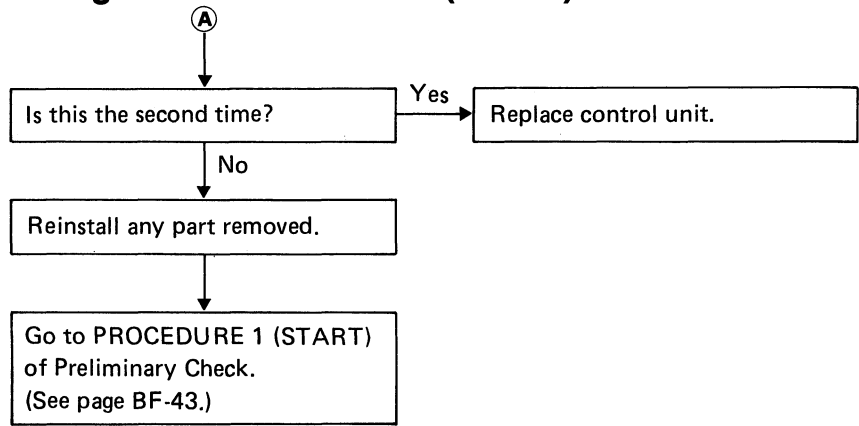 A
Is this the second time?
Yes
Replace control unit.
No
Reinstall any part removed.
Go to PROCEDURE 1 (START)
of Preliminary Check.
(See page BF-43.)